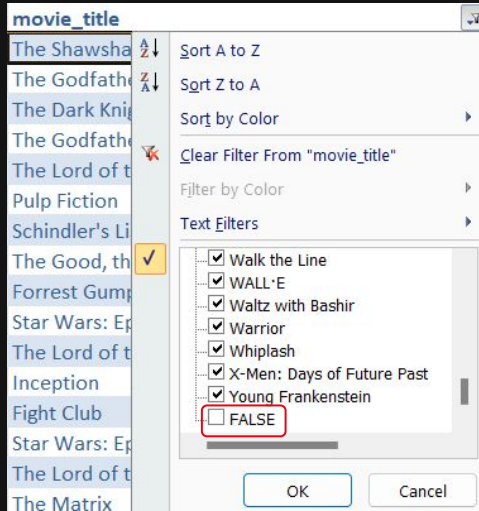 movie_title
The Shawsha
The Godfath
The Dark Knig
The Godfath
The Lord of t
Pulp Fiction
Schindler's Li
The Good, th
Forrest Gump
Star Wars: Ep
The Lord of t
Inception
Fight Club
Star Wars: Ep
The Lord of t
The Matrix
Sort A to Z
Sort Z to A
Sort by Color
Clear Filter From "movie_title"
Filter by Color
Text Filters
Walk the Line
WALL·E
Waltz with Bashir
Warrior
Whiplash
X-Men: Days of Future Past
Young Frankenstein
FALSE
OK Cancel